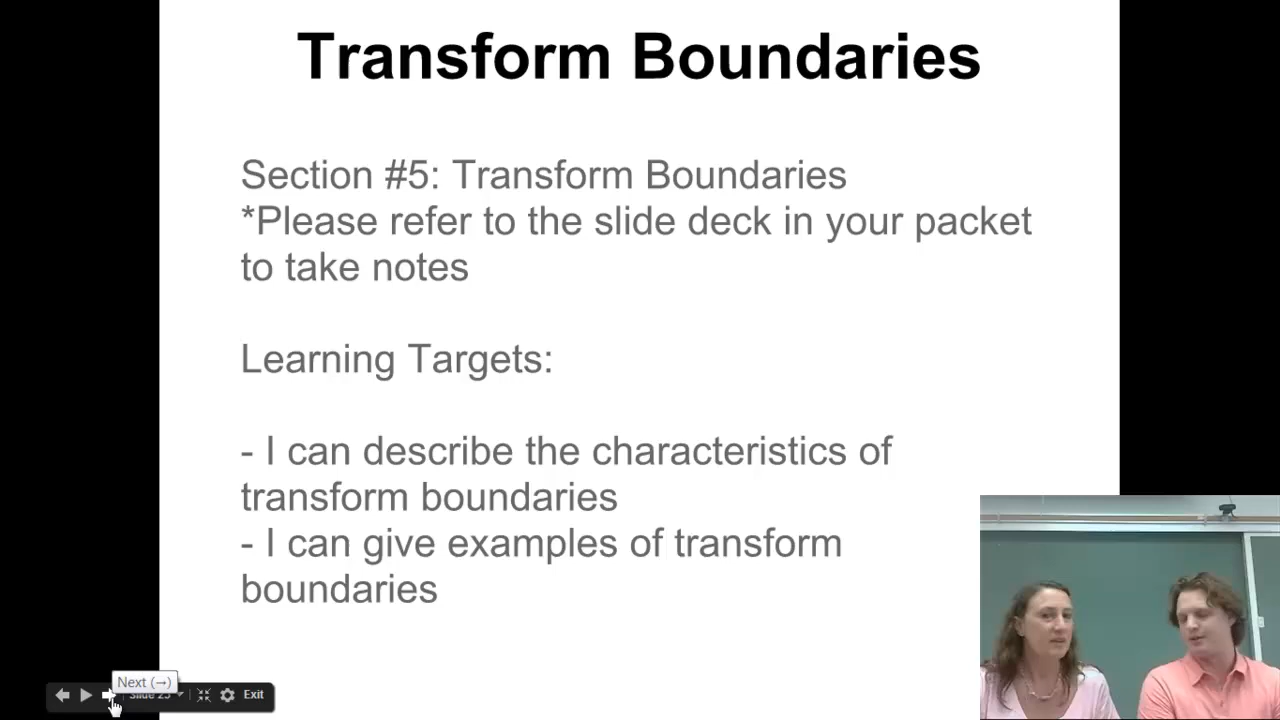 Transform Boundaries
Section #5: Transform Boundaries
*Please refer to the slide deck in your packet
to take notes
Learning Targets:
- I can describe the characteristics of
transform boundaries
- I can give examples of transform
boundaries
Next (→)
Exit